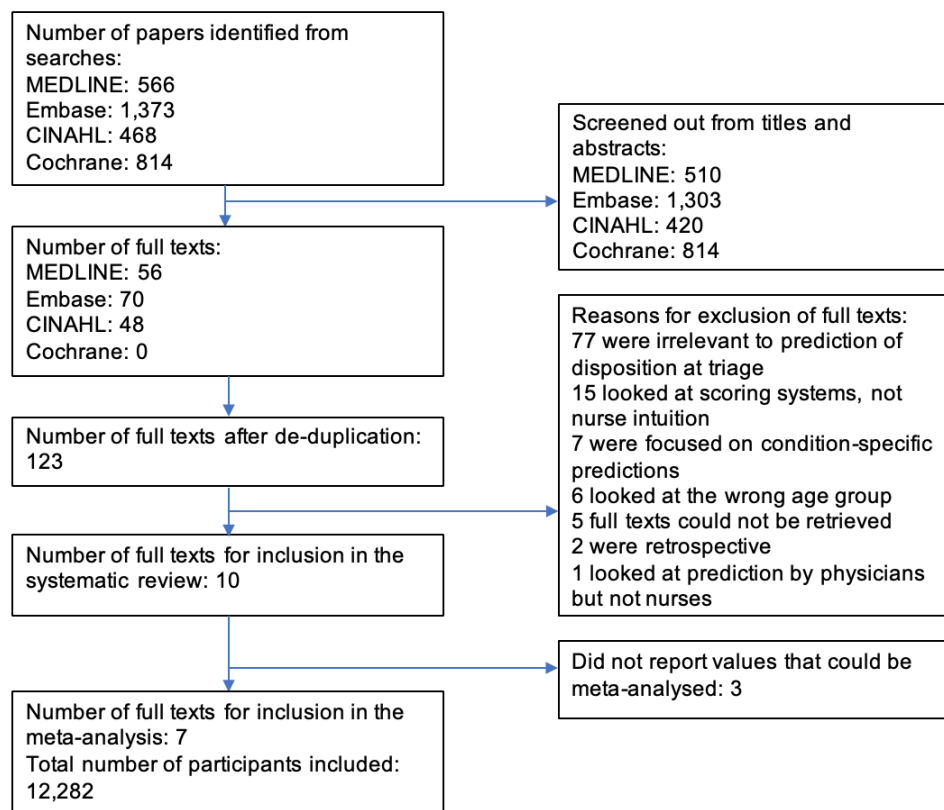 Number of papers identified from
searches:
MEDLINE: 566
Embase: 1,373
CINAHL: 468
Cochrane: 814
Screened out from titles and
abstracts:
MEDLINE: 510
Embase: 1,303
CINAHL: 420
Cochrane: 814
Number of full texts:
MEDLINE: 56
Embase: 70
CINAHL: 48
Cochrane: 0
Reasons for exclusion of full texts:
77 were irrelevant to prediction of
disposition at triage
15 looked at scoring systems, not
nurse intuition
7 were focused on condition-specific
predictions
6 looked at the wrong age group
5 full texts could not be retrieved
2 were retrospective
1 looked at prediction by physicians
but not nurses
Number of full texts after de-duplication:
123
Number of full texts for inclusion in the
systematic review: 10
Did not report values that could be
meta-analysed: 3
Number of full texts for inclusion in the
meta-analysis: 7
Total number of participants included:
12,282